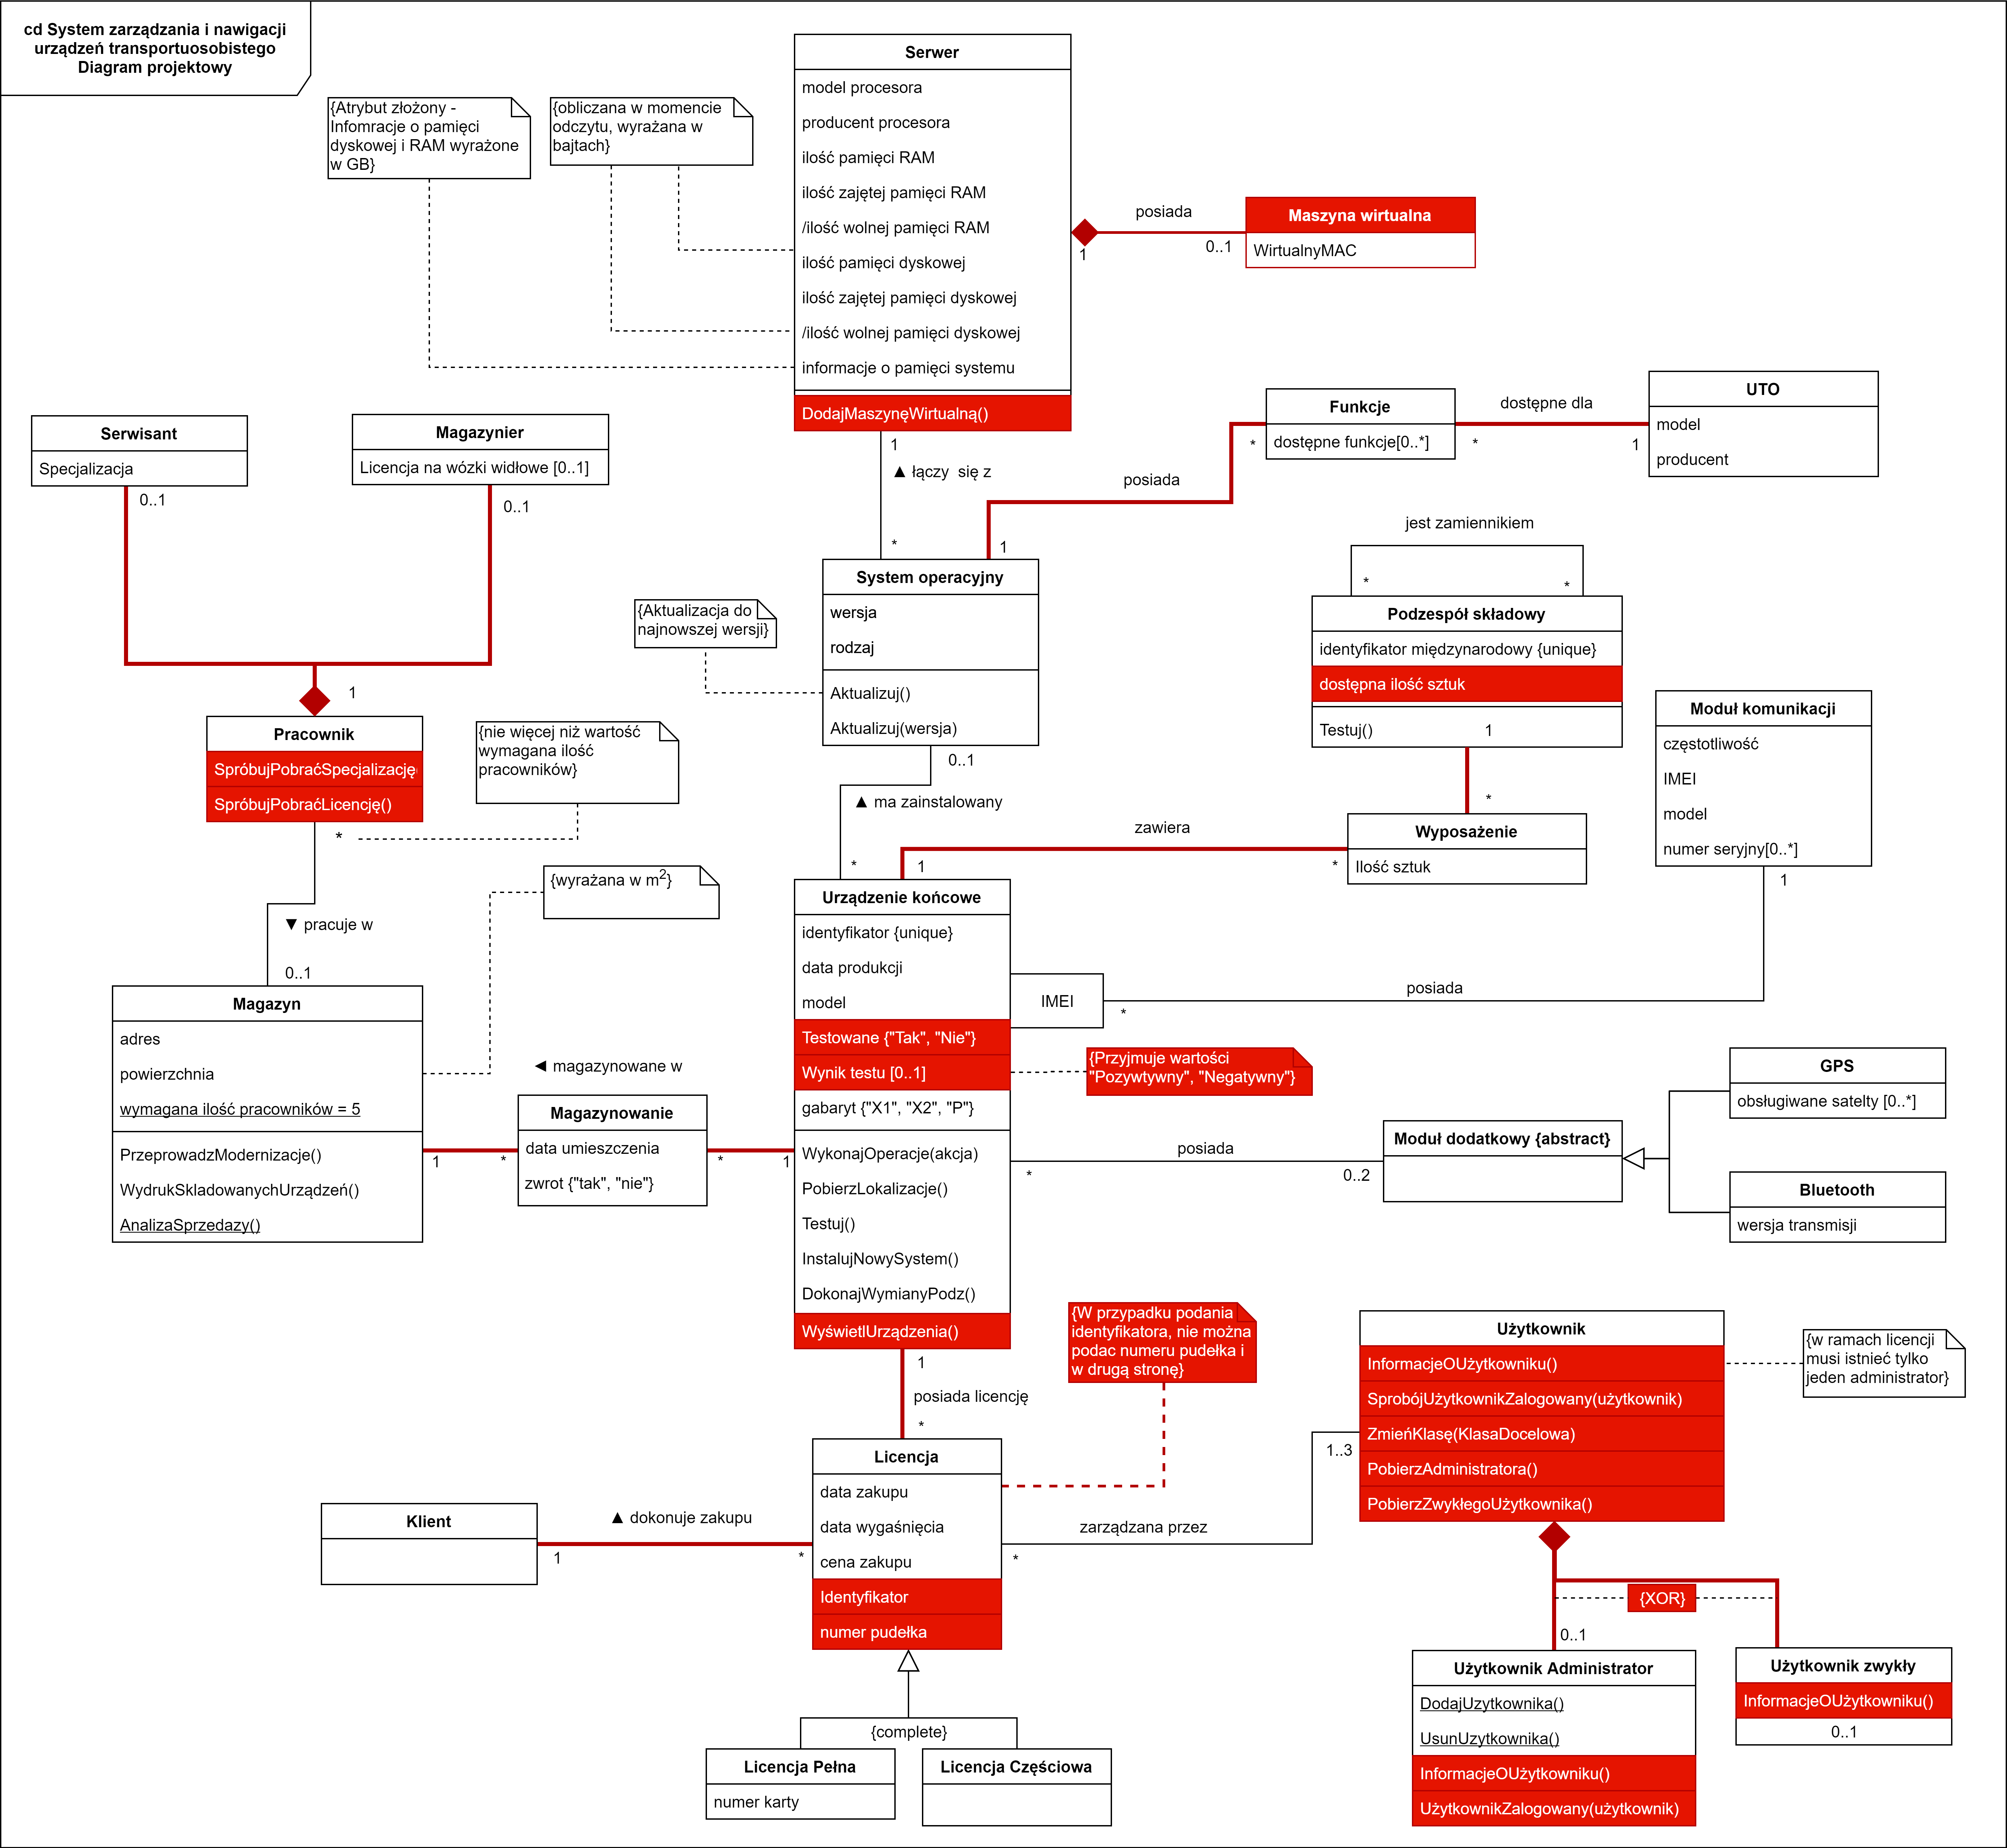 cd System zarządzania i nawigacji
urządzeń transportuosobistego
Diagram projektowy
{Atrybut złożony -
Infomracje o pamięci
dyskowej i RAM wyrażone
w GB}
{obliczana w momencie
odczytu, wyrażana w
bajtach}
Serwer
model procesora
producent procesora
ilość pamięci RAM
ilość zajętej pamięci RAM
/ilość wolnej pamięci RAM
ilość pamięci dyskowej
ilość zajętej pamięci dyskowej
/ilość wolnej pamięci dyskowej
informacje o pamięci systemu
DodajMaszynęWirtualną()
posiada
1
0..1
Maszyna wirtualna
WirtualnyMAC
Serwisant
Specjalizacja
0..1
Magazynier
Licencja na wózki widłowe [0..1]
0..1
1
▲ łączy się z
*
posiada
*
1
Funkcje
dostępne funkcje[0..*]
dostępne dla
*
1
UTO
model
producent
jest zamiennikiem
*
*
System operacyjny
wersja
rodzaj
Aktualizuj()
Aktualizuj(wersja)
{Aktualizacja do
najnowszej wersji}
Podzespół składowy
identyfikator międzynarodowy {unique}
dostępna ilość sztuk
Testuj()
1
*
Moduł komunikacji
częstotliwość
IMEI
model
numer seryjny[0..*]
1
1
Pracownik
SpróbujPobraćSpecjalizację
SpróbujPobraćLicencję()
*
{nie więcej niż wartość
wymagana ilość
pracowników}
0..1
▲ ma zainstalowany
*
zawiera
1
*
Wyposażenie
Ilość sztuk
▼ pracuje w
0..1
{wyrażana w m2}
Magazyn
adres
powierzchnia
wymagana ilość pracowników = 5
PrzeprowadzModernizacje()
WydrukSkladowanychUrządzeń()
AnalizaSprzedazy()
◄ magazynowane w
1
*
Magazynowanie
data umieszczenia
zwrot {"tak", "nie"}
*
1
Urządzenie końcowe
identyfikator {unique}
data produkcji
model
Testowane {"Tak", "Nie"}
Wynik testu [0..1]
gabaryt {"X1", "X2", "P"}
WykonajOperacje(akcja)
PobierzLokalizacje()
Testuj()
InstalujNowySystem()
DokonajWymianyPodz()
WyświetlUrządzenia()
IMEI
*
posiada
{Przyjmuje wartości
"Pozywtywny", "Negatywny"}
posiada
*
0..2
Moduł dodatkowy {abstract}
GPS
obsługiwane satelty [0..*]
Bluetooth
wersja transmisji
1
posiada licencję
*
{W przypadku podania
identyfikatora, nie można
podac numeru pudełka i
w drugą stronę}
Użytkownik
InformacjeOUżytkowniku()
SprobójUżytkownikZalogowany(użytkownik)
ZmieńKlasę(KlasaDocelowa)
PobierzAdministratora()
PobierzZwykłegoUżytkownika()
{w ramach licencji
musi istnieć tylko
jeden administrator}
Klient
▲ dokonuje zakupu
1
*
Licencja
data zakupu
data wygaśnięcia
cena zakupu
Identyfikator
numer pudełka
zarządzana przez
*
1..3
{XOR}
0..1
Użytkownik Administrator
DodajUzytkownika()
UsunUzytkownika()
InformacjeOUżytkowniku()
UżytkownikZalogowany(użytkownik)
Użytkownik zwykły
InformacjeOUżytkowniku()
0..1
{complete}
Licencja Pełna
numer karty
Licencja Częściowa